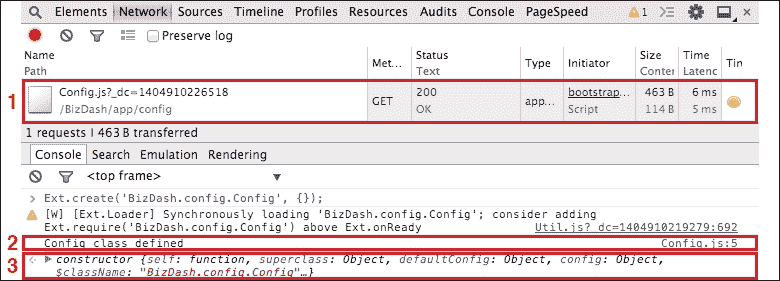 Elements Network Sources Timeline Profiles Resources Audits Console PageSpeed 1
Preserve log
Name Path Met... Status Text Type Initiator Size Conter Time Latenc Tin
1 Config.js?_dc=1404910226518 GET 200 app... bootstrap... 463 B 6 ms
/BizDash/app/config OK Script 114 B 5 ms
1 requests | 463 B transferred
Console Search Emulation Rendering
<top frame>
> Ext.create('BizDash.config.Config', {});
[W] [Ext.Loader] Synchronously loading 'BizDash.config.Config'; consider adding
Ext.require('BizDash.config.Config') above Ext.onReady Util.js?_dc=1404910219279:692
2 Config class defined Config.js:5
3 constructor {self: function, superclass: Object, defaultConfig: Object, config: Object,
$className: "BizDash.config.Config"…}